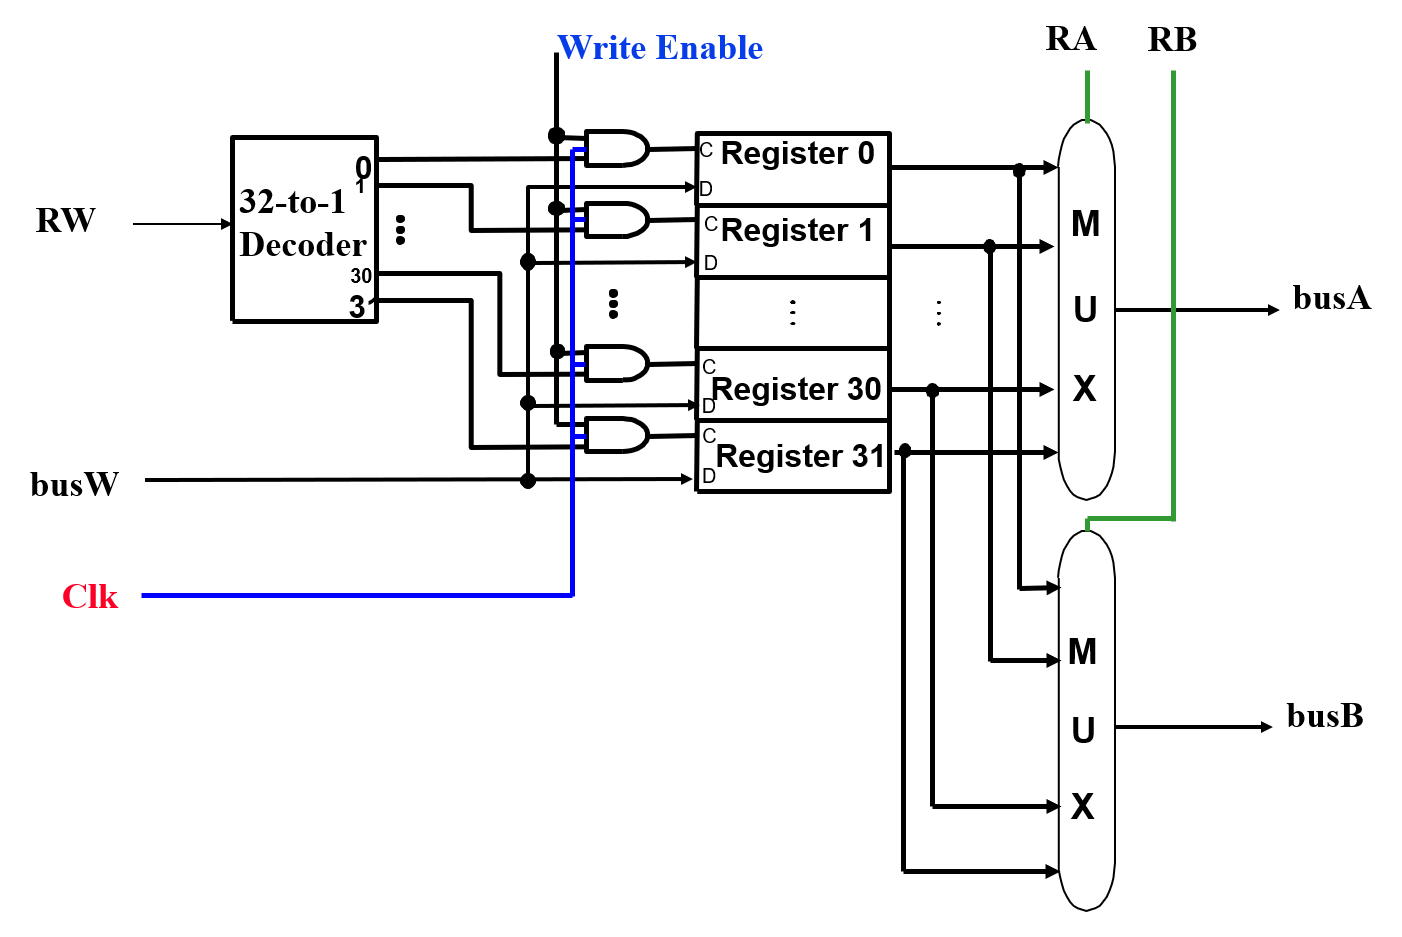 Write Enable
RA
RB
RW
32-to-1
Decoder
0
1
30
31
C
Register 0
D
C
Register 1
D
C
Register 30
D
C
Register 31
D
M
U
X
busA
busW
Clk
M
U
X
busB